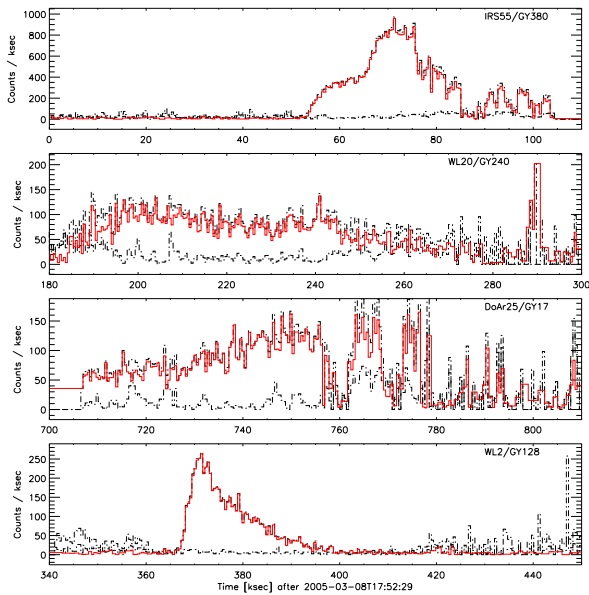 IRS55/GY380
Counts / ksec
1000
800
600
400
200
0
0 20 40 60 80 100
WL20/GY240
Counts / ksec
200
150
100
50
0
180 200 220 240 260 280 300
DoAr25/GY17
Counts / ksec
150
100
50
0
700 720 740 760 780 800
WL2/GY128
Counts / ksec
250
200
150
100
50
0
340 360 380 400 420 440
Time [ksec] after 2005-03-08T17:52:29